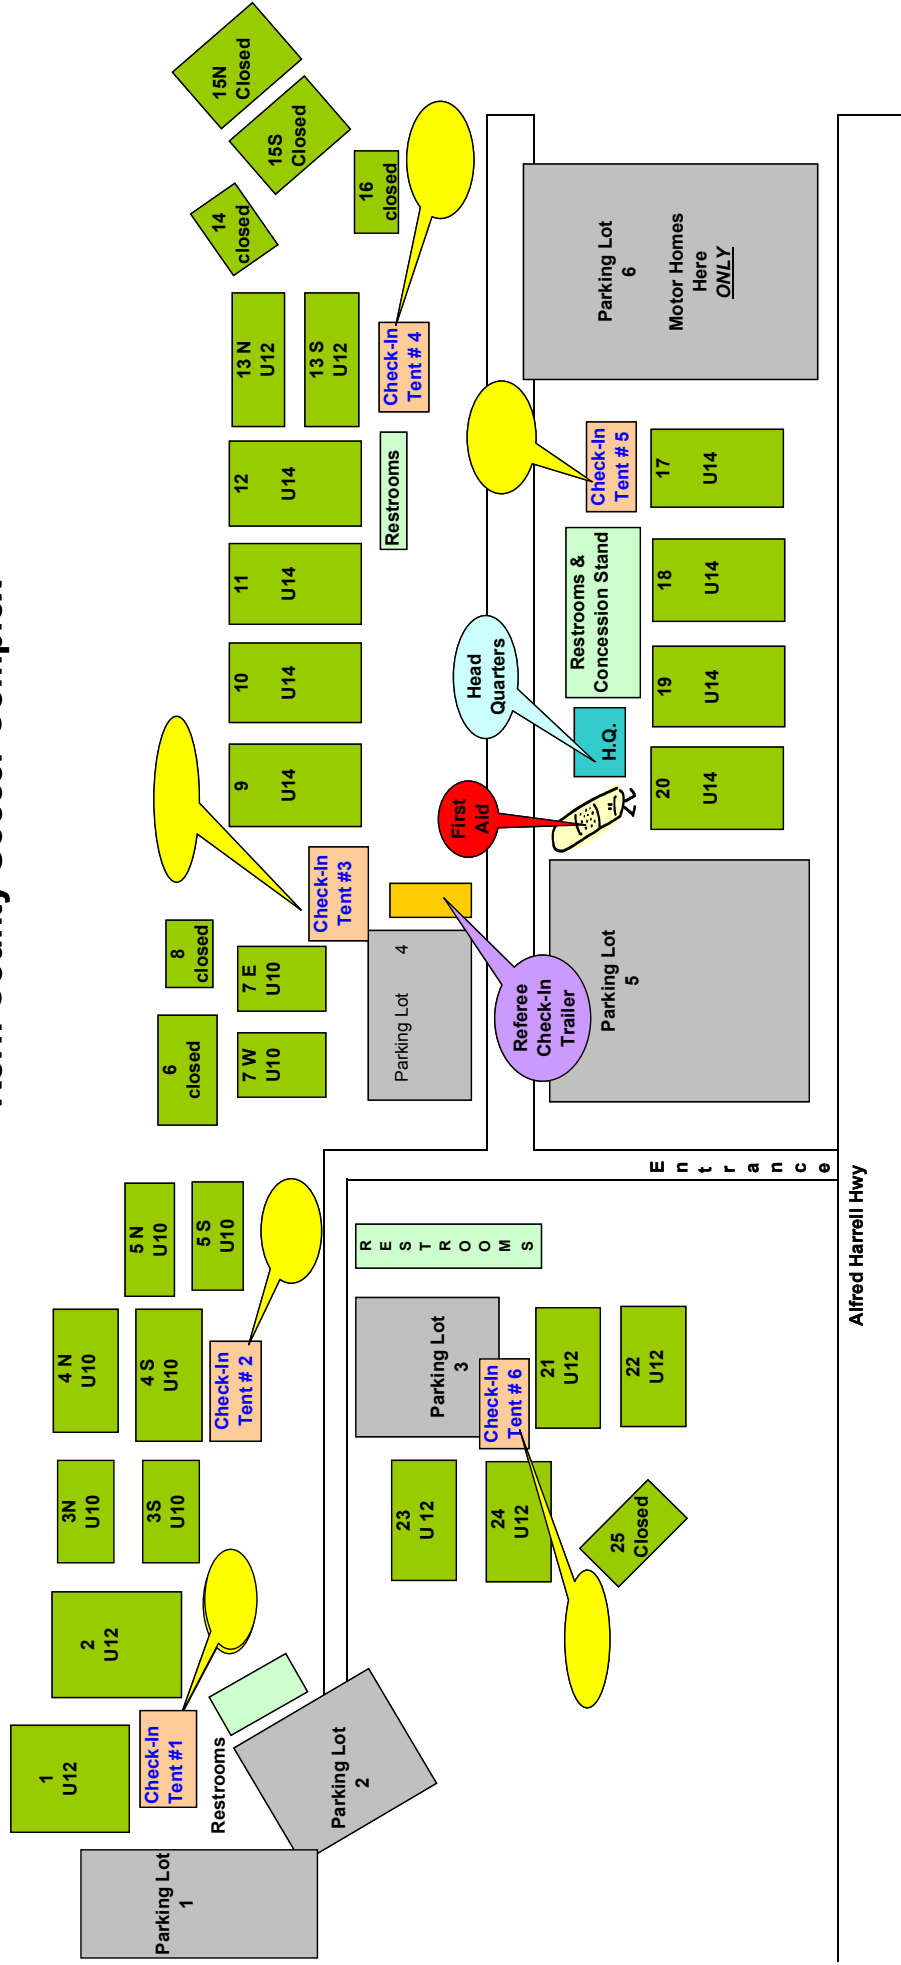 15N
Closed
15S
Closed
14
closed
16
closed
13 N
U12
13 S
U12
Check-In
Tent # 4
12
U14
11
U14
10
U14
9
U14
Restrooms
Parking Lot
6
Motor Homes
Here
ONLY
Check-In
Tent # 5
17
U14
18
U14
19
U14
20
U14
Restrooms &
Concession Stand
Head
Quarters
H.Q.
First
Aid
Check-In
Tent #3
8
closed
6
closed
7 E
U10
7 W
U10
Parking Lot 4
Referee
Check-In
Trailer
Parking Lot
5
Entrance
Alfred Harrell Hwy
5 N
U10
5 S
U10
4 N
U10
4 S
U10
Check-In
Tent # 2
3N
U10
3S
U10
RESTROOMS
Parking Lot
3
Check-In
Tent # 6
21
U12
22
U12
23
U 12
24
U12
25
Closed
2
U12
1
U12
Check-In
Tent #1
Restrooms
Parking Lot
2
Parking Lot
1